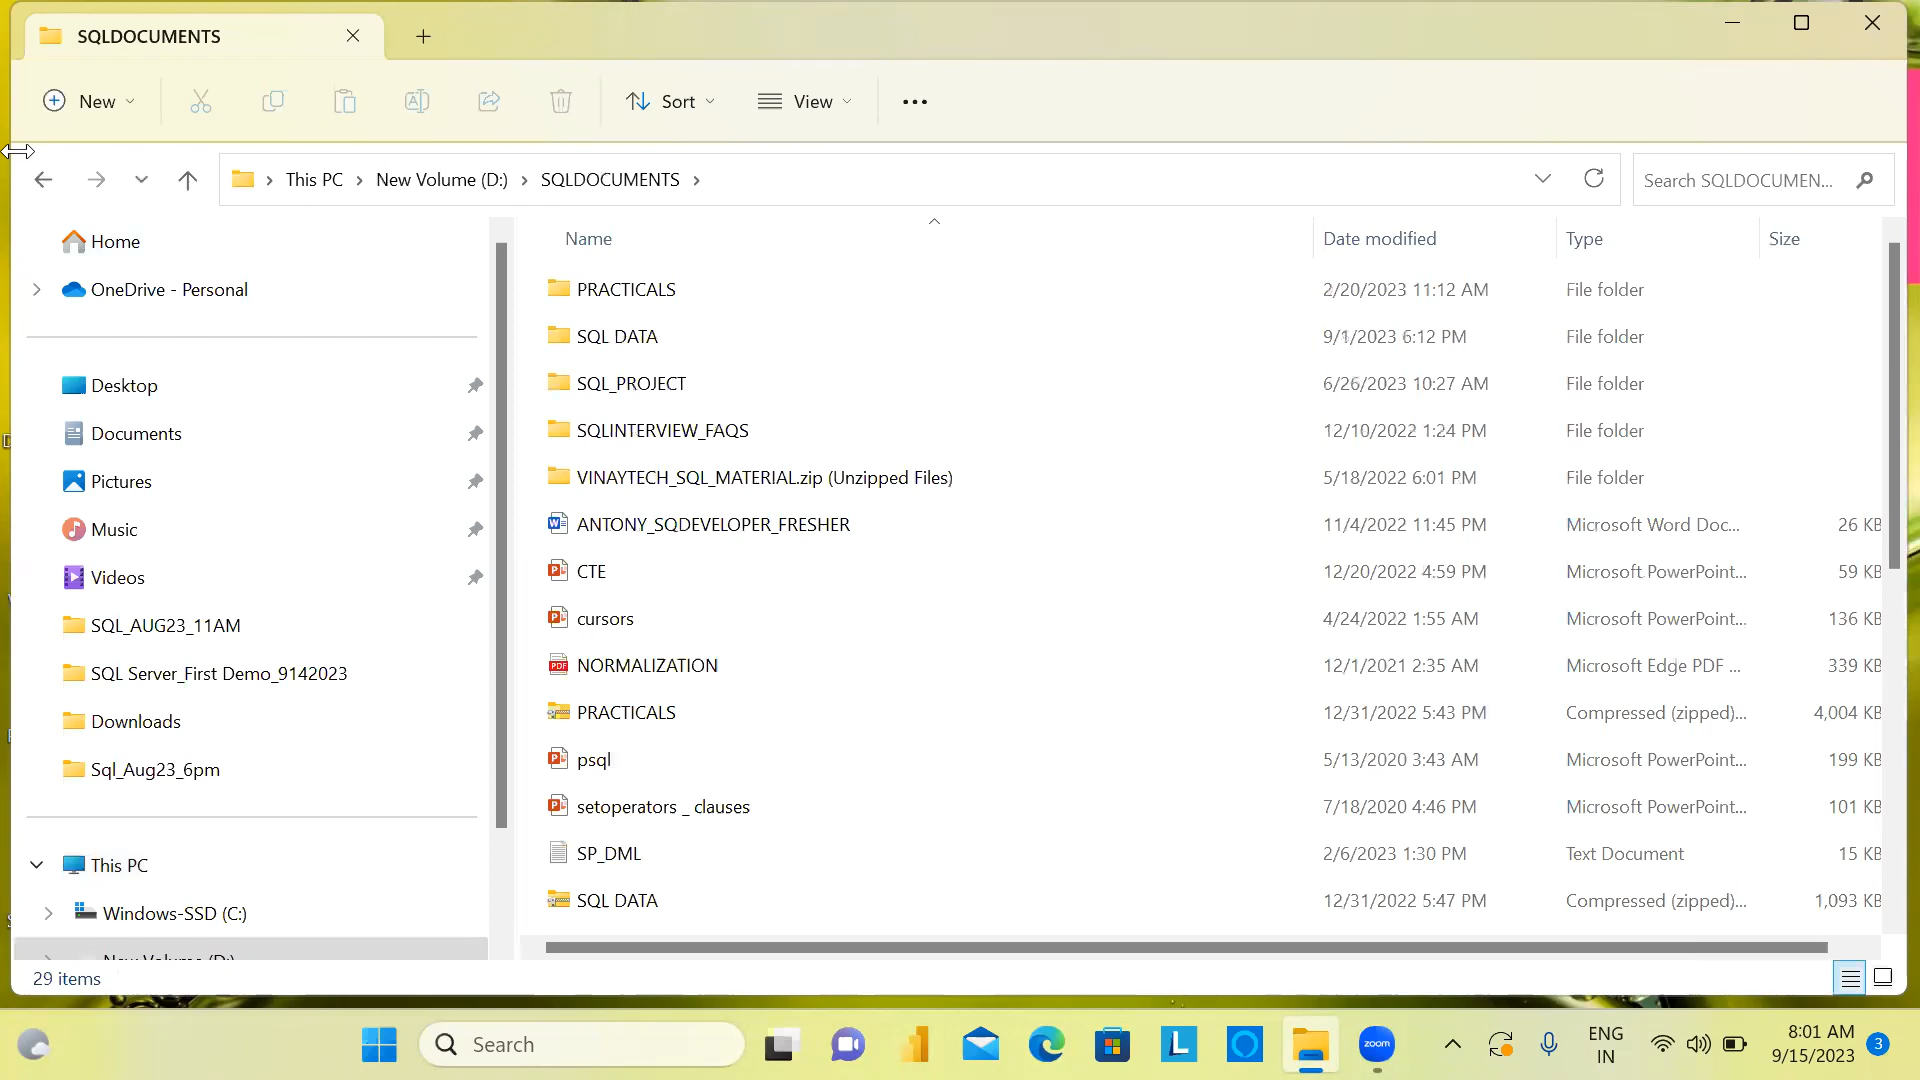 SQLDOCUMENTS
New
Sort
View
This PC
New Volume (D:)
SQLDOCUMENTS
Search SQLDOCUMEN...
Home
OneDrive - Personal
Desktop
Documents
Pictures
Music
Videos
SQL_AUG23_11AM
SQL Server_First Demo_9142023
Downloads
Sql_Aug23_6pm
This PC
Windows-SSD (C:)
New Volume (D:)
Name Date modified Type Size
PRACTICALS 2/20/2023 11:12 AM File folder
SQL DATA 9/1/2023 6:12 PM File folder
SQL_PROJECT 6/26/2023 10:27 AM File folder
SQLINTERVIEW_FAQS 12/10/2022 1:24 PM File folder
VINAYTECH_SQL_MATERIAL.zip (Unzipped Files) 5/18/2022 6:01 PM File folder
ANTONY_SQDEVELOPER_FRESHER 11/4/2022 11:45 PM Microsoft Word Doc... 26 KB
CTE 12/20/2022 4:59 PM Microsoft PowerPoint... 59 KB
cursors 4/24/2022 1:55 AM Microsoft PowerPoint... 136 KB
NORMALIZATION 12/1/2021 2:35 AM Microsoft Edge PDF ... 339 KB
PRACTICALS 12/31/2022 5:43 PM Compressed (zipped)... 4,004 KB
psql 5/13/2020 3:43 AM Microsoft PowerPoint... 199 KB
setoperators _ clauses 7/18/2020 4:46 PM Microsoft PowerPoint... 101 KB
SP_DML 2/6/2023 1:30 PM Text Document 15 KB
SQL DATA 12/31/2022 5:47 PM Compressed (zipped)... 1,093 KB
29 items
Search
zoom
ENG
IN
8:01 AM
9/15/2023
3